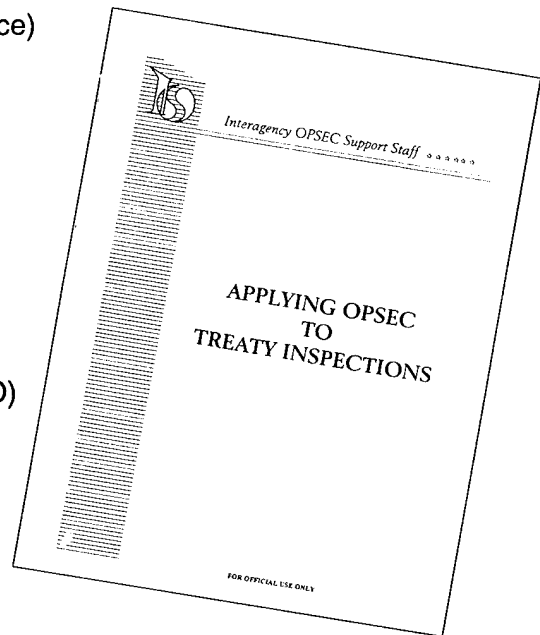 ce)
Interagency OPSEC Support Staff
APPLYING OPSEC
TO
TREATY INSPECTIONS
)
FOR OFFICIAL USE ONLY